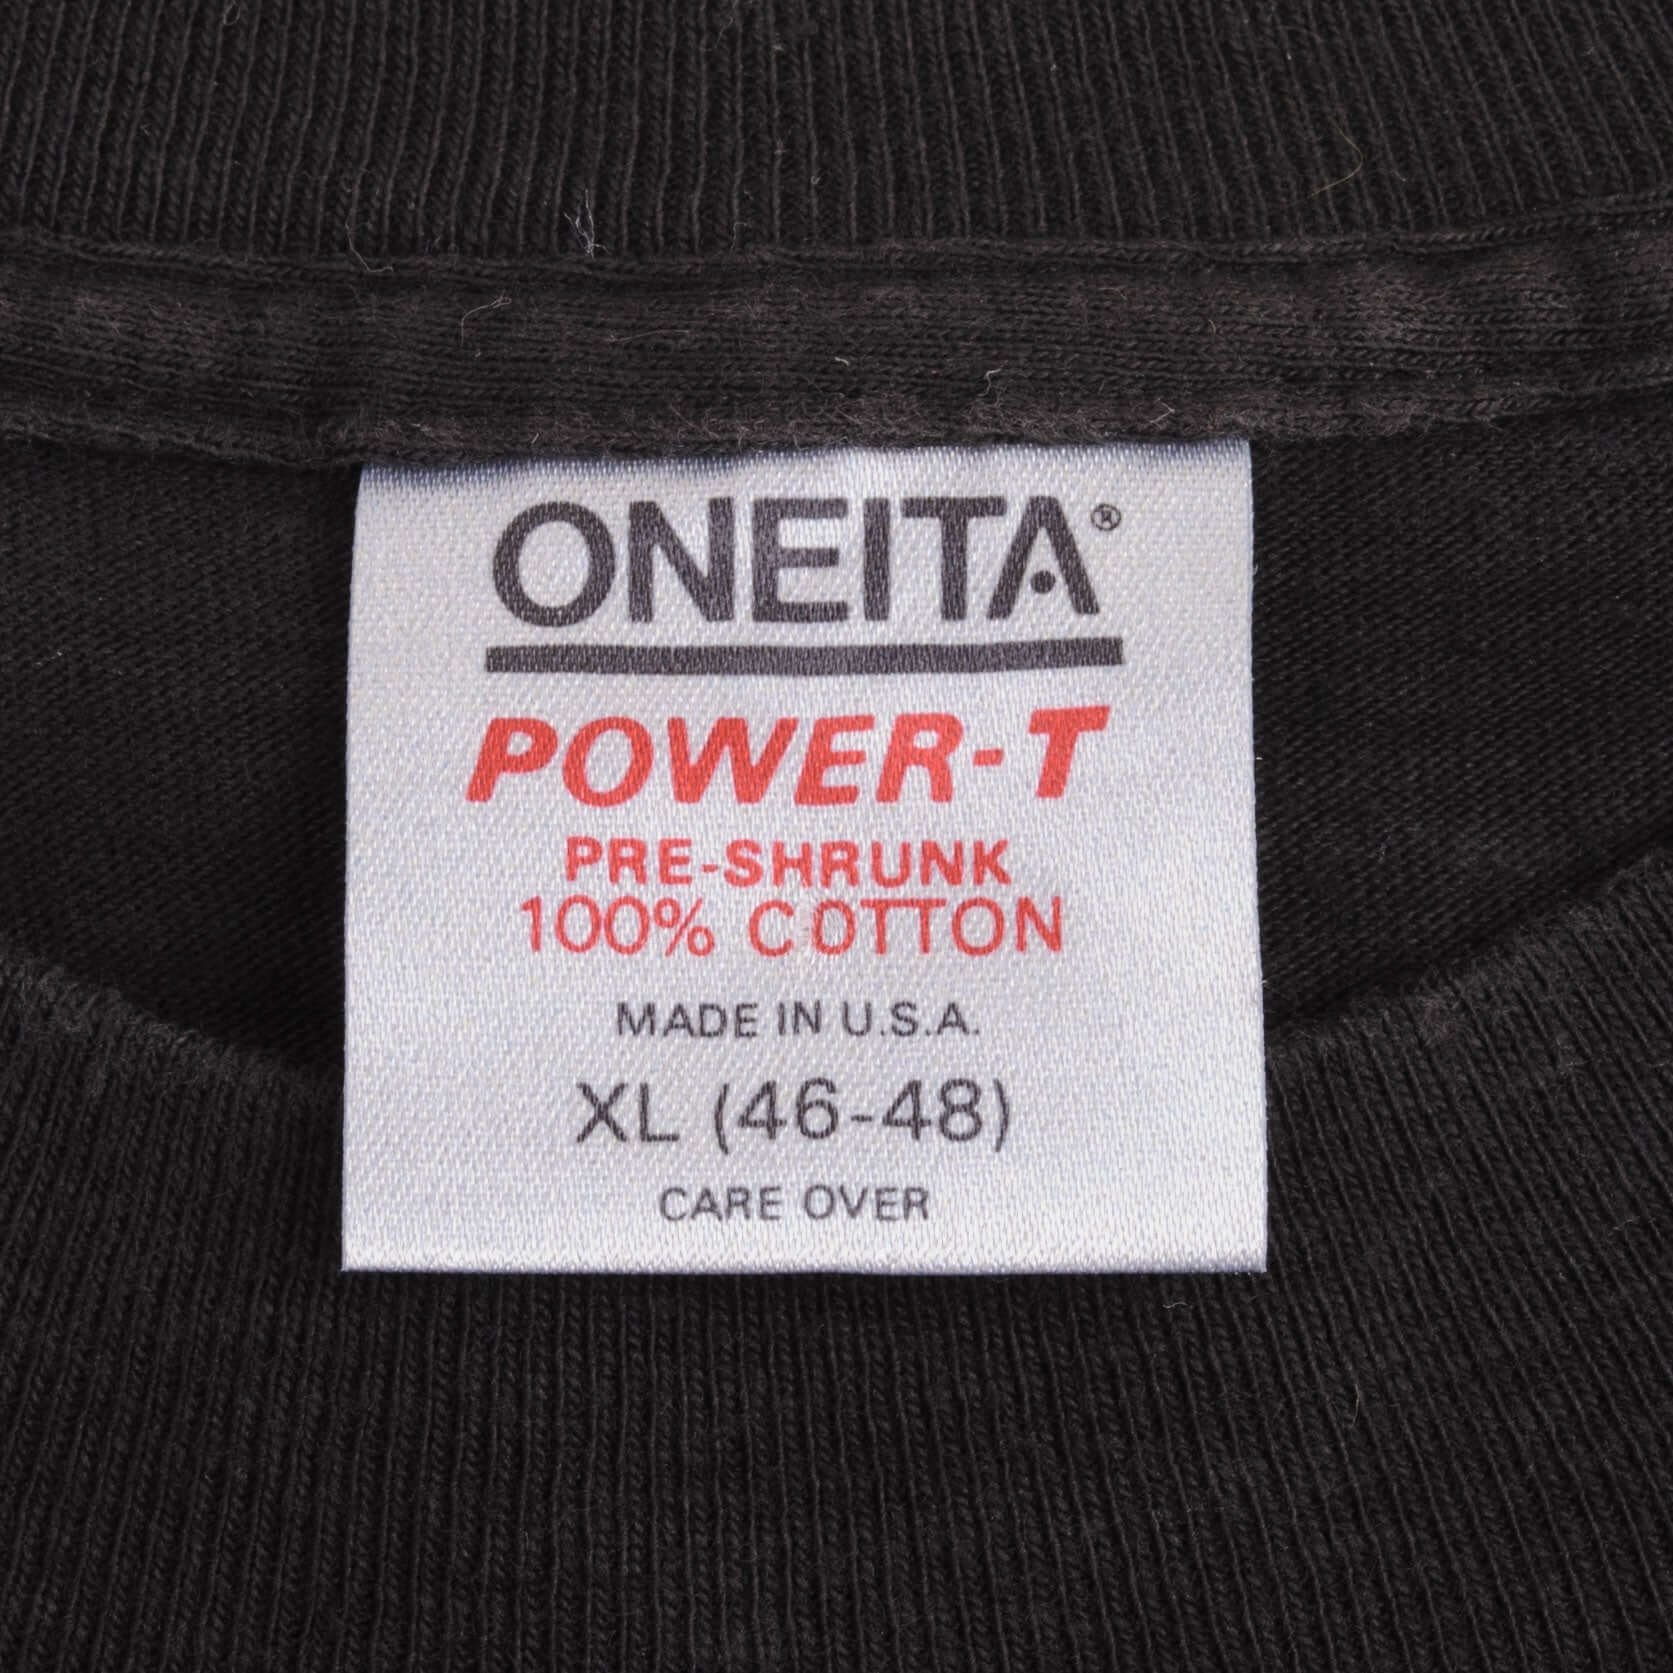 ONEITA®
POWER-T
PRE-SHRUNK
100% COTTON
MADE IN U.S.A.
XL (46-48)
CARE OVER